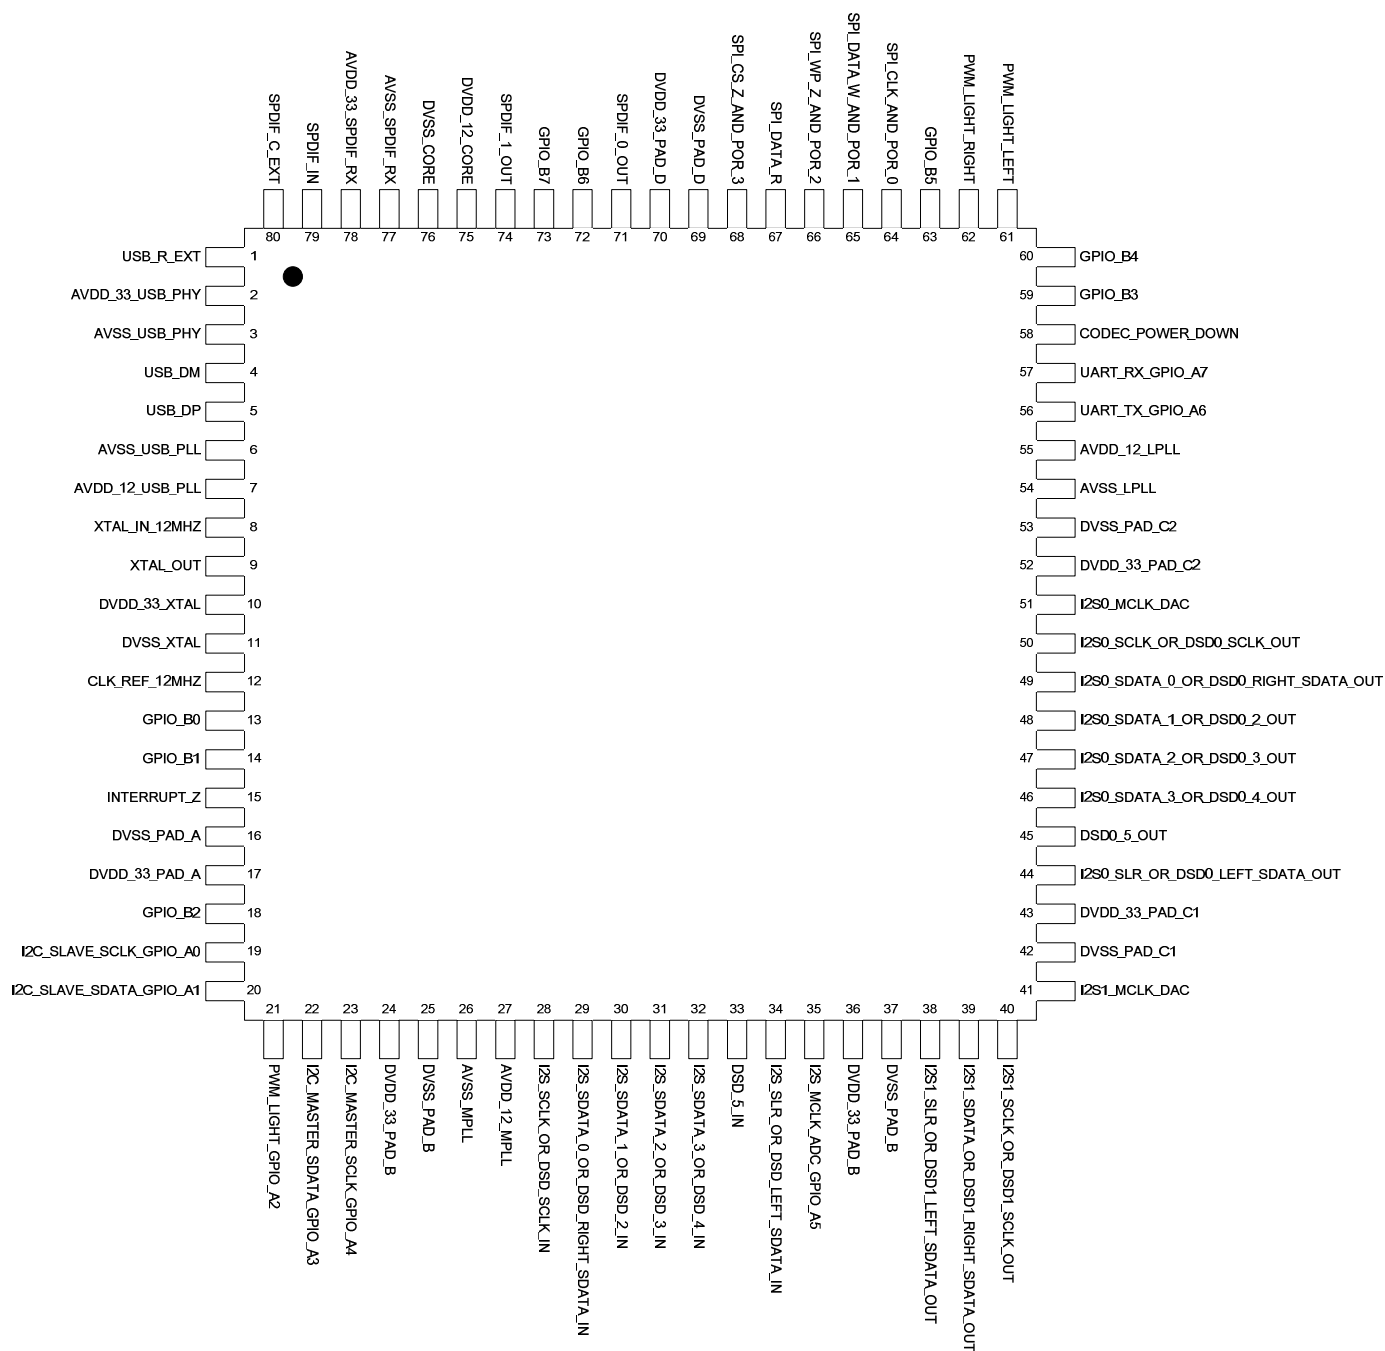 SPDIF_C_EXT
SPDIF_IN
AVDD_33_SPDIF_RX
AVSS_SPDIF_RX
DVSS_CORE
DVDD_12_CORE
SPDIF_1_OUT
GPIO_B7
GPIO_B6
SPDIF_0_OUT
DVDD_33_PAD_D
DVSS_PAD_D
SPI_CS_Z_AND_POR_3
SPI_DATA_R
SPI_WP_Z_AND_POR_2
SPI_DATA_W_AND_POR_1
SPI_CLK_AND_POR_0
GPIO_B5
PWM_LIGHT_RIGHT
PWM_LIGHT_LEFT
80 79 78 77 76 75 74 73 72 71 70 69 68 67 66 65 64 63 62 61
USB_R_EXT 1
AVDD_33_USB_PHY 2
AVSS_USB_PHY 3
USB_DM 4
USB_DP 5
AVSS_USB_PLL 6
AVDD_12_USB_PLL 7
XTAL_IN_12MHZ 8
XTAL_OUT 9
DVDD_33_XTAL 10
DVSS_XTAL 11
CLK_REF_12MHZ 12
GPIO_B0 13
GPIO_B1 14
INTERRUPT_Z 15
DVSS_PAD_A 16
DVDD_33_PAD_A 17
GPIO_B2 18
I2C_SLAVE_SCLK_GPIO_A0 19
I2C_SLAVE_SDATA_GPIO_A1 20
60 GPIO_B4
59 GPIO_B3
58 CODEC_POWER_DOWN
57 UART_RX_GPIO_A7
56 UART_TX_GPIO_A6
55 AVDD_12_LPLL
54 AVSS_LPLL
53 DVSS_PAD_C2
52 DVDD_33_PAD_C2
51 I2S0_MCLK_DAC
50 I2S0_SCLK_OR_DSD0_SCLK_OUT
49 I2S0_SDATA_0_OR_DSD0_RIGHT_SDATA_OUT
48 I2S0_SDATA_1_OR_DSD0_2_OUT
47 I2S0_SDATA_2_OR_DSD0_3_OUT
46 I2S0_SDATA_3_OR_DSD0_4_OUT
45 DSD0_5_OUT
44 I2S0_SLR_OR_DSD0_LEFT_SDATA_OUT
43 DVDD_33_PAD_C1
42 DVSS_PAD_C1
41 I2S1_MCLK_DAC
21 22 23 24 25 26 27 28 29 30 31 32 33 34 35 36 37 38 39 40
PWM_LIGHT_GPIO_A2
I2C_MASTER_SDATA_GPIO_A3
I2C_MASTER_SCLK_GPIO_A4
DVDD_33_PAD_B
DVSS_PAD_B
AVSS_MPLL
AVDD_12_MPLL
I2S_SCLK_OR_DSD_SCLK_IN
I2S_SDATA_0_OR_DSD_RIGHT_SDATA_IN
I2S_SDATA_1_OR_DSD_2_IN
I2S_SDATA_2_OR_DSD_3_IN
I2S_SDATA_3_OR_DSD_4_IN
DSD_5_IN
I2S_SLR_OR_DSD_LEFT_SDATA_IN
I2S_MCLK_ADC_GPIO_A5
DVDD_33_PAD_B
DVSS_PAD_B
I2S1_SLR_OR_DSD1_LEFT_SDATA_OUT
I2S1_SDATA_OR_DSD1_RIGHT_SDATA_OUT
I2S1_SCLK_OR_DSD1_SCLK_OUT